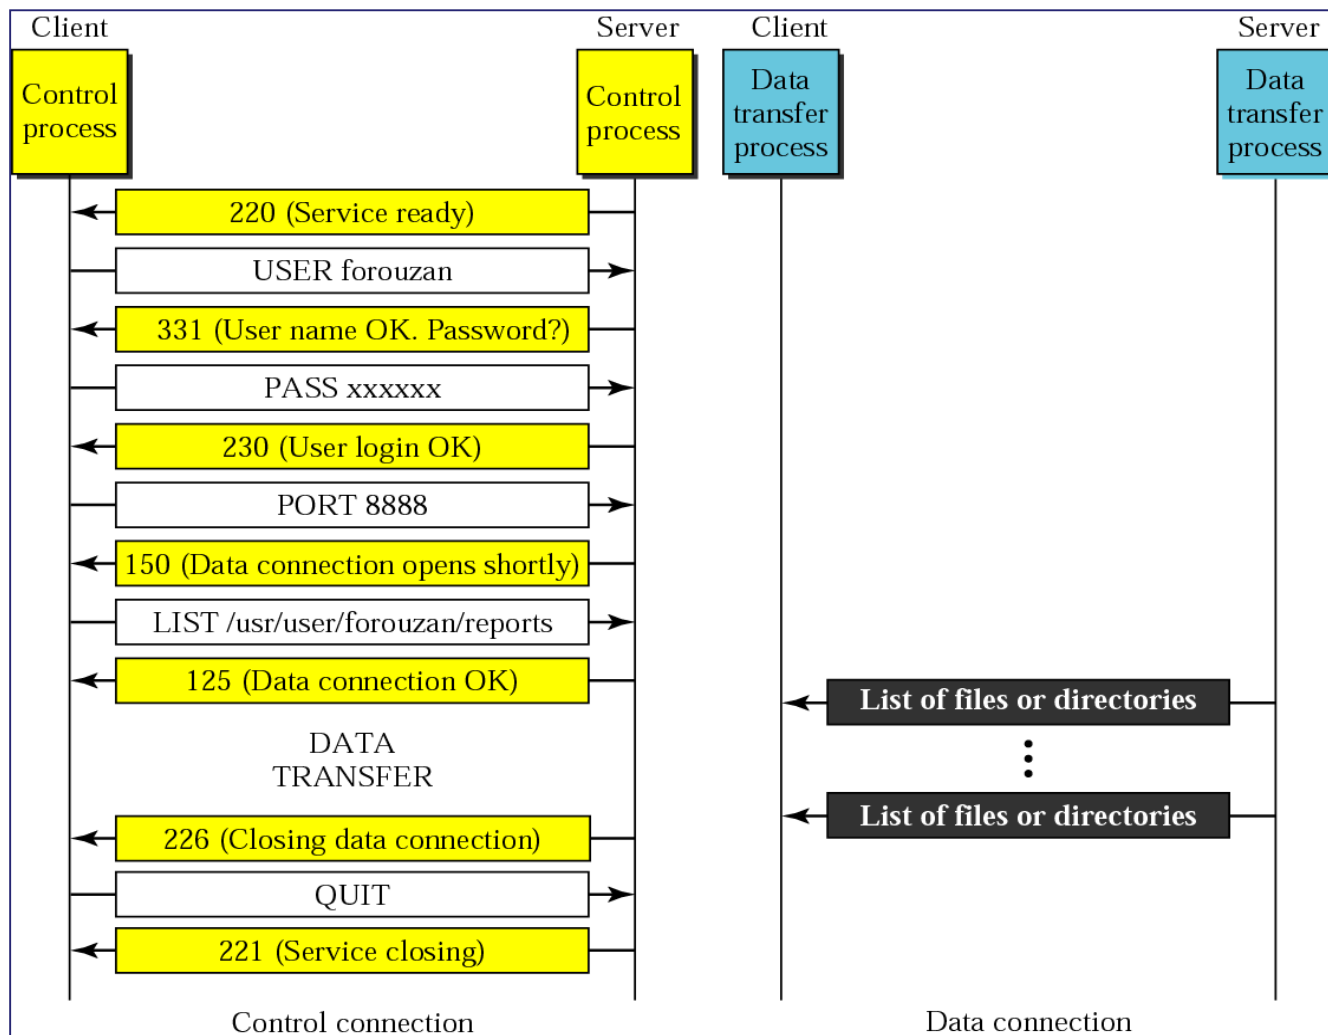 Client
Server
Client
Server
Control
process
Control
process
Data
transfer
process
Data
transfer
process
220 (Service ready)
USER forouzan
331 (User name OK. Password?)
PASS xxxxxx
230 (User login OK)
PORT 8888
150 (Data connection opens shortly)
LIST /usr/user/forouzan/reports
125 (Data connection OK)
List of files or directories
DATA
TRANSFER
List of files or directories
226 (Closing data connection)
QUIT
221 (Service closing)
Control connection
Data connection